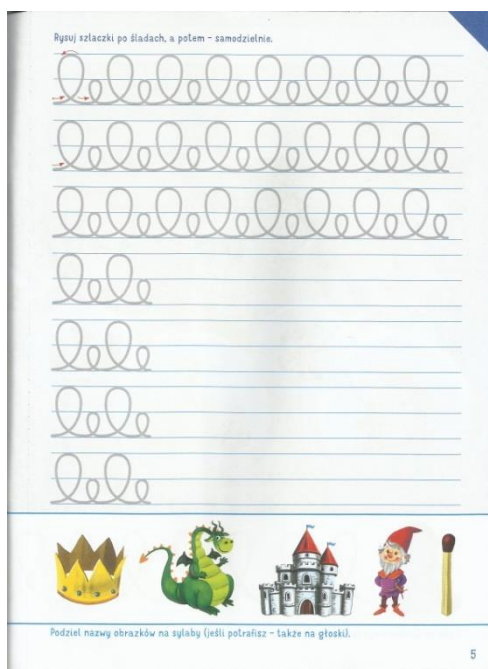 Rysuj szlaczki po śladach, a potem – samodzielnie.
Podziel nazwy obrazków na sylaby (jeśli potrafisz – także na głoski).
5